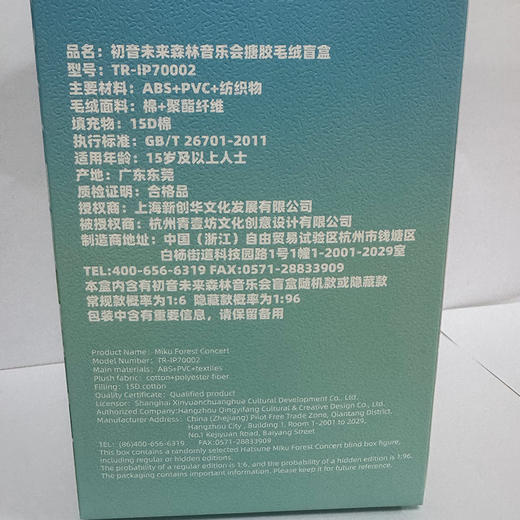 品名：初音未来森林音乐会搪胶毛绒盲盒
型号：TR-IP70002
主要材料：ABS+PVC+纺织物
毛绒面料：棉+聚酯纤维
填充物：15D棉
执行标准：GB/T 26701-2011
适用年龄：15岁及以上人士
产地：广东东莞
质检证明：合格品
授权商：上海新创华文化发展有限公司
被授权商：杭州青壹坊文化创意设计有限公司
制造商地址：中国（浙江）自由贸易试验区杭州市钱塘区
白杨街道科技园路1号1幢1-2001-2029室
TEL:400-656-6319 FAX:0571-28833909
本盒内含有初音未来森林音乐会盲盒随机款或隐藏款
常规款概率为1:6 隐藏款概率为1:96
包装中含有重要信息，请保留备用
Product Name: Miku Forest Concert
Model Number: TR-IP70002
Main materials: ABS+PVC+textiles
Plush fabric: cotton+polyester fiber
Filling: 15D cotton
Quality Certificate: Qualified product
Licensor: Shanghai Xinchuanghua Cultural Development Co., Ltd.
Authorized Company:Hangzhou Qingyifang Cultural & Creative Design Co., Ltd.
Manufacturer Address: China (Zhejiang) Pilot Free Trade Zone, Qiantang District,
Hangzhou City , Building 1, Room 1-2001 to 2029,
No.1 Kejiyuan Road, Baiyang Street
TEL: (86)400-656-6319
FAX:0571-28833909
This box contains a randomly selected Hatsune Miku Forest Concert blind box figure,
including regular or hidden editions.
The probability of a regular edition is 1:6, and the probability of a hidden edition is 1:96.
The packaging contains important information. Please keep it for future reference.